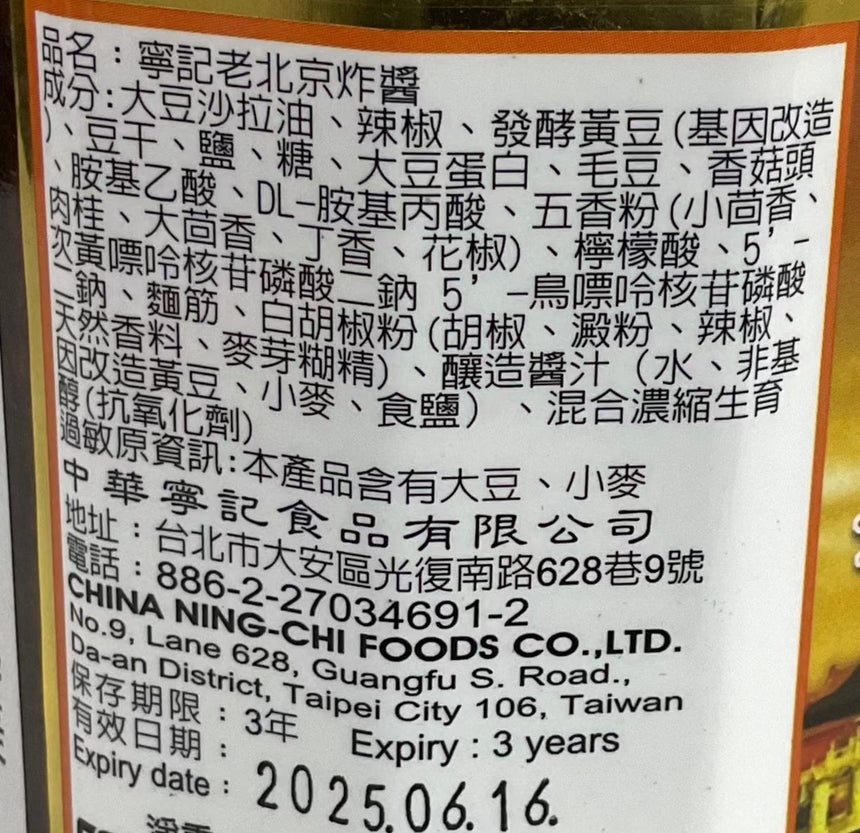 品名：寧記老北京炸醬
成分：大豆沙拉油、辣椒、發酵黃豆(基因改造
)、豆干、鹽、糖、大豆蛋白、毛豆、香菇頭
、胺基乙酸、DL-胺基丙酸、五香粉(小茴香、
肉桂、大茴香、丁香、花椒)、檸檬酸、5’-
次黃嘌呤核苷磷酸二鈉 5’-鳥嘌呤核苷磷酸
二鈉、麵筋、白胡椒粉(胡椒、澱粉、辣椒、
天然香料、麥芽糊精)、釀造醬汁（水、非基
因改造黃豆、小麥、食鹽）、混合濃縮生育
醇(抗氧化劑)
過敏原資訊：本產品含有大豆、小麥
中華寧記食品有限公司
地址：台北市大安區光復南路628巷9號
電話：886-2-27034691-2
CHINA NING-CHI FOODS CO.,LTD.
No.9, Lane 628, Guangfu S. Road.,
Da-an District, Taipei City 106, Taiwan
保存期限：3年 Expiry : 3 years
有效日期：
Expiry date : 2025.06.16.